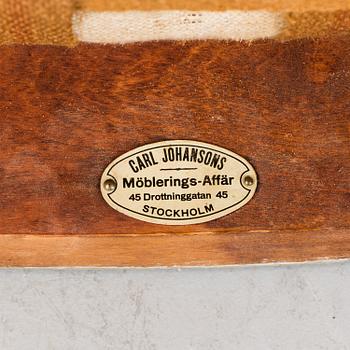 CARL JOHANSONS
Möblerings-Affär
45 Drottninggatan 45
STOCKHOLM